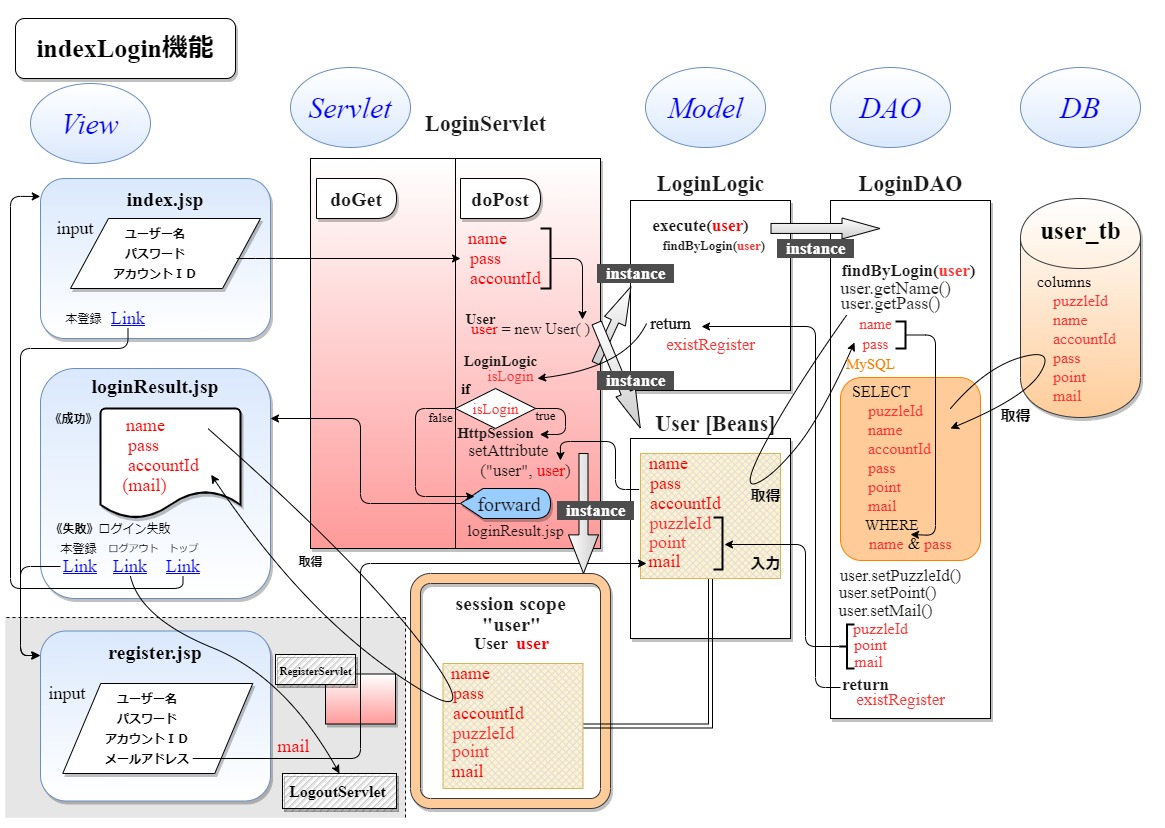 indexLogin機能
View
Servlet
Model
DAO
DB
index.jsp
input
ユーザー名
パスワード
アカウントＩＤ
本登録 Link
loginResult.jsp
《成功》
name
pass
accountId
(mail)
《失敗》ログイン失敗
本登録 ログアウト トップ
Link Link Link
register.jsp
input
ユーザー名
パスワード
アカウントＩＤ
メールアドレス
mail
RegisterServlet
LogoutServlet
LoginServlet
doGet
doPost
name
pass
accountId
User
user = new User( )
LoginLogic
isLogin
if
isLogin
false
true
HttpSession
setAttribute
("user", user)
forward
loginResult.jsp
取得
instance
instance
instance
instance
session scope
"user"
User user
name
pass
accountId
puzzleId
point
mail
LoginLogic
execute(user)
findByLogin(user)
return
existRegister
User [Beans]
name
pass
accountId
puzzleId
point
mail
取得
入力
LoginDAO
findByLogin(user)
user.getName()
user.getPass()
name
pass
MySQL
SELECT
puzzleId
name
accountId
pass
point
mail
WHERE
name & pass
user.setPuzzleId()
user.setPoint()
user.setMail()
puzzleId
point
mail
return
existRegister
user_tb
columns
puzzleId
name
accountId
pass
point
mail
取得